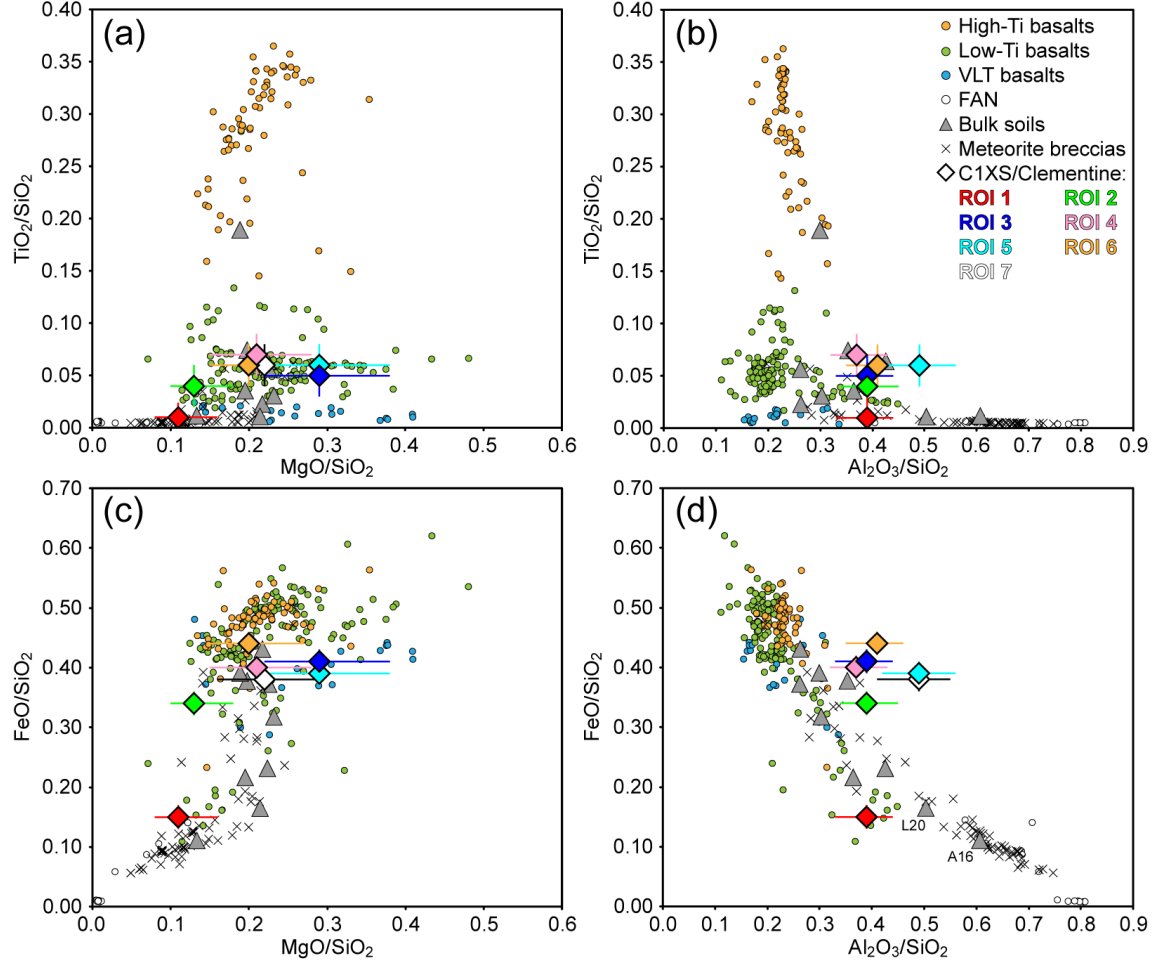 (a)
0.40
0.35
0.30
0.25
0.20
0.15
0.10
0.05
0.00
TiO₂/SiO₂
0.0 0.1 0.2 0.3 0.4 0.5 0.6
MgO/SiO₂
(b)
0.40
0.35
0.30
0.25
0.20
0.15
0.10
0.05
0.00
TiO₂/SiO₂
0.0 0.1 0.2 0.3 0.4 0.5 0.6 0.7 0.8 0.9
Al₂O₃/SiO₂
High-Ti basalts
Low-Ti basalts
VLT basalts
FAN
Bulk soils
Meteorite breccias
C1XS/Clementine:
ROI 1 ROI 2
ROI 3 ROI 4
ROI 5 ROI 6
ROI 7
(c)
0.70
0.60
0.50
0.40
0.30
0.20
0.10
0.00
FeO/SiO₂
0.0 0.1 0.2 0.3 0.4 0.5 0.6
MgO/SiO₂
(d)
0.70
0.60
0.50
0.40
0.30
0.20
0.10
0.00
FeO/SiO₂
L20
A16
0.0 0.1 0.2 0.3 0.4 0.5 0.6 0.7 0.8 0.9
Al₂O₃/SiO₂